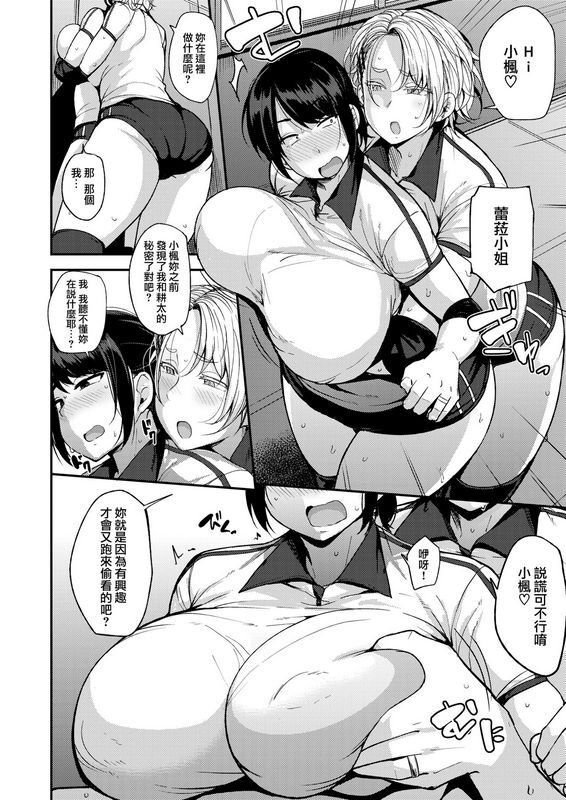 Hi
小楓♡
蕾菈小姐
妳在這裡
做什麼呢?
那 那個
我…
小楓妳之前
發現了我和耕太的
秘密了對吧?
我 我聽不懂妳
在說什麼耶…?
說謊可不行唷
小楓♡
咿呀!
妳就是因為有興趣
才會又跑來偷看的吧?